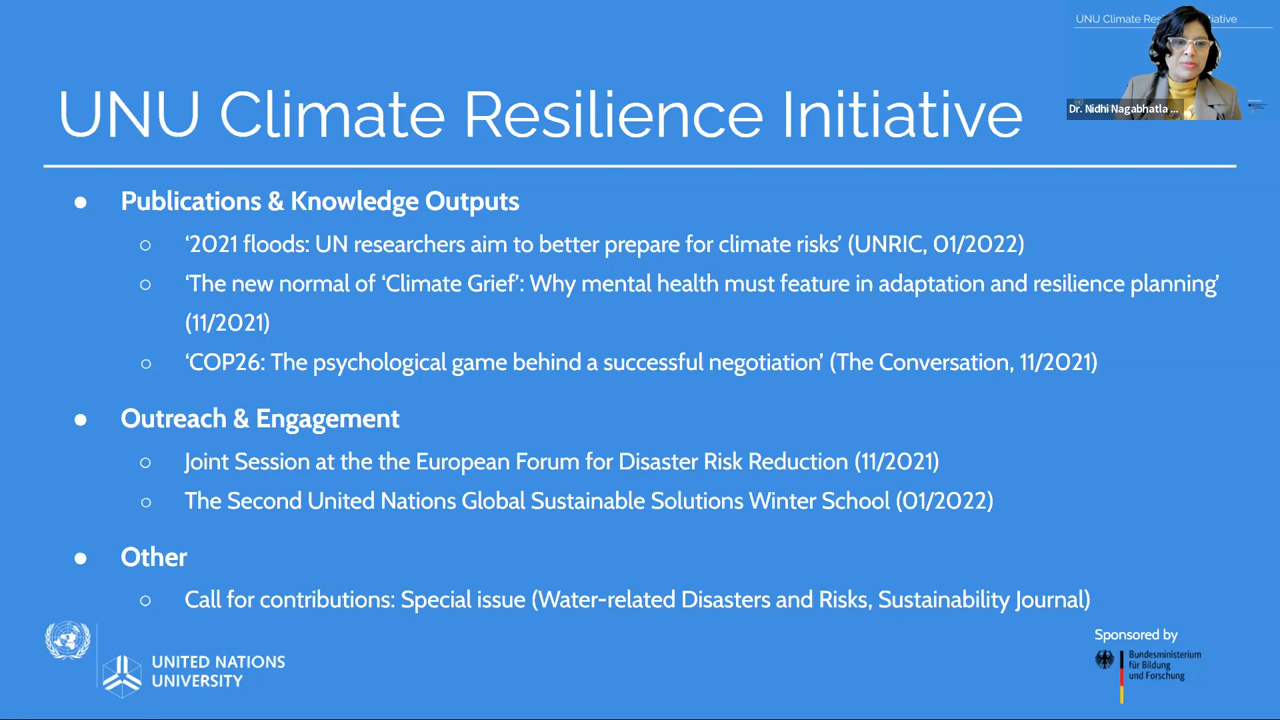 UNU Climate Resilience Initiative
UNU Climate Res
iative
Dr. Nidhi Nagabhatla ...
● Publications & Knowledge Outputs
○ ‘2021 floods: UN researchers aim to better prepare for climate risks’ (UNRIC, 01/2022)
○ ‘The new normal of ‘Climate Grief’: Why mental health must feature in adaptation and resilience planning’
(11/2021)
○ ‘COP26: The psychological game behind a successful negotiation’ (The Conversation, 11/2021)
● Outreach & Engagement
○ Joint Session at the the European Forum for Disaster Risk Reduction (11/2021)
○ The Second United Nations Global Sustainable Solutions Winter School (01/2022)
● Other
○ Call for contributions: Special issue (Water-related Disasters and Risks, Sustainability Journal)
UNITED NATIONS
UNIVERSITY
Sponsored by
Bundesministerium
für Bildung
und Forschung